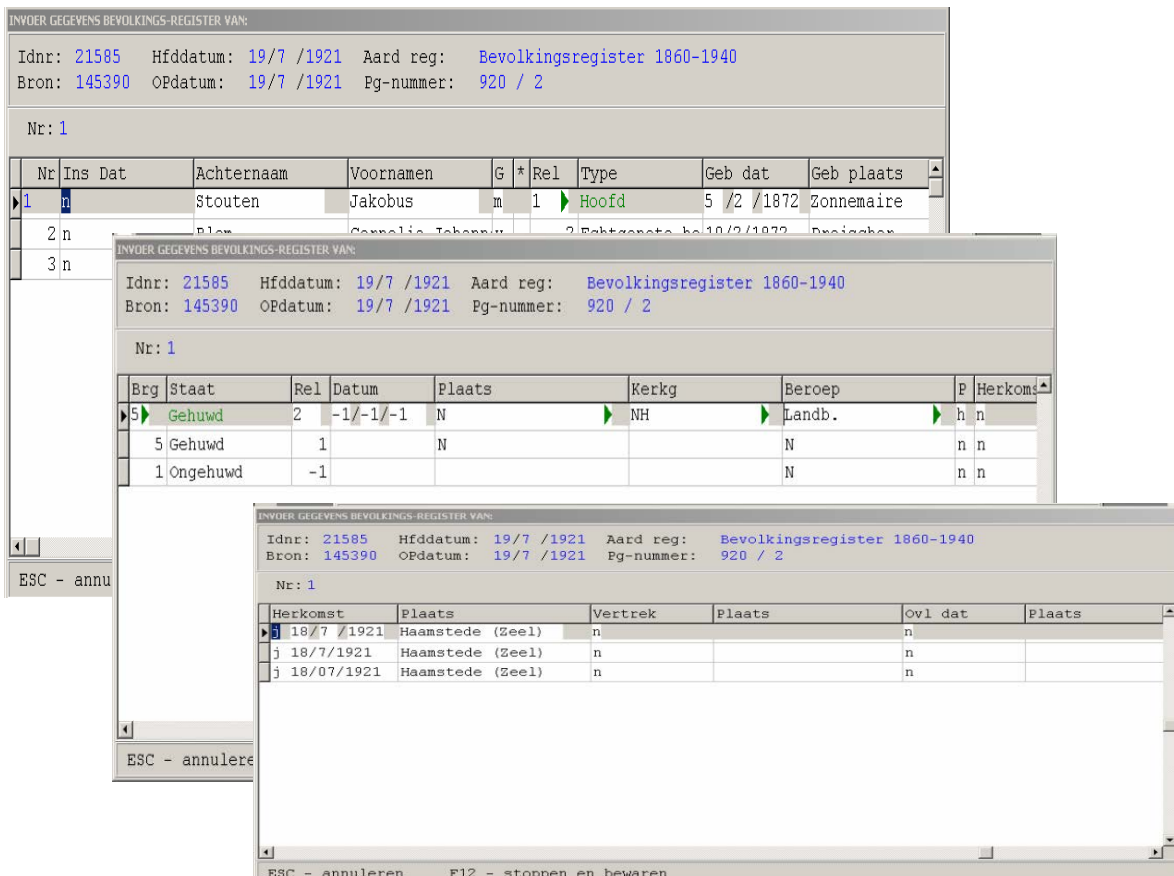 INVOER GEGEVENS BEVOLKINGS-REGISTER VAN:
Idnr: 21585 Hfddatum: 19/7 /1921 Aard reg: Bevolkingsregister 1860-1940
Bron: 145390 OPdatum: 19/7 /1921 Pg-nummer: 920 / 2
Nr: 1
Nr Ins Dat Achternaam Voornamen G * Rel Type Geb dat Geb plaats
1 n Stouten Jakobus m 1 Hoofd 5 /2 /1872 Zonnemaire
2 n 2
3 n
ESC - annu
INVOER GEGEVENS BEVOLKINGS-REGISTER VAN:
Idnr: 21585 Hfddatum: 19/7 /1921 Aard reg: Bevolkingsregister 1860-1940
Bron: 145390 OPdatum: 19/7 /1921 Pg-nummer: 920 / 2
Nr: 1
Brg Staat Rel Datum Plaats Kerkg Beroep P Herkoms
5 Gehuwd 2 -1/-1/-1 N NH Landb. h n
5 Gehuwd 1 N N n n
1 Ongehuwd -1 N n n
ESC - annulere
INVOER GEGEVENS BEVOLKINGS-REGISTER VAN:
Idnr: 21585 Hfddatum: 19/7 /1921 Aard reg: Bevolkingsregister 1860-1940
Bron: 145390 OPdatum: 19/7 /1921 Pg-nummer: 920 / 2
Nr: 1
Herkomst Plaats Vertrek Plaats Ovl dat Plaats
j 18/7 /1921 Haamstede (Zeel) n n
j 18/7/1921 Haamstede (Zeel) n n
j 18/07/1921 Haamstede (Zeel) n n
ESC - annuleren F12 - stoppen en bewaren